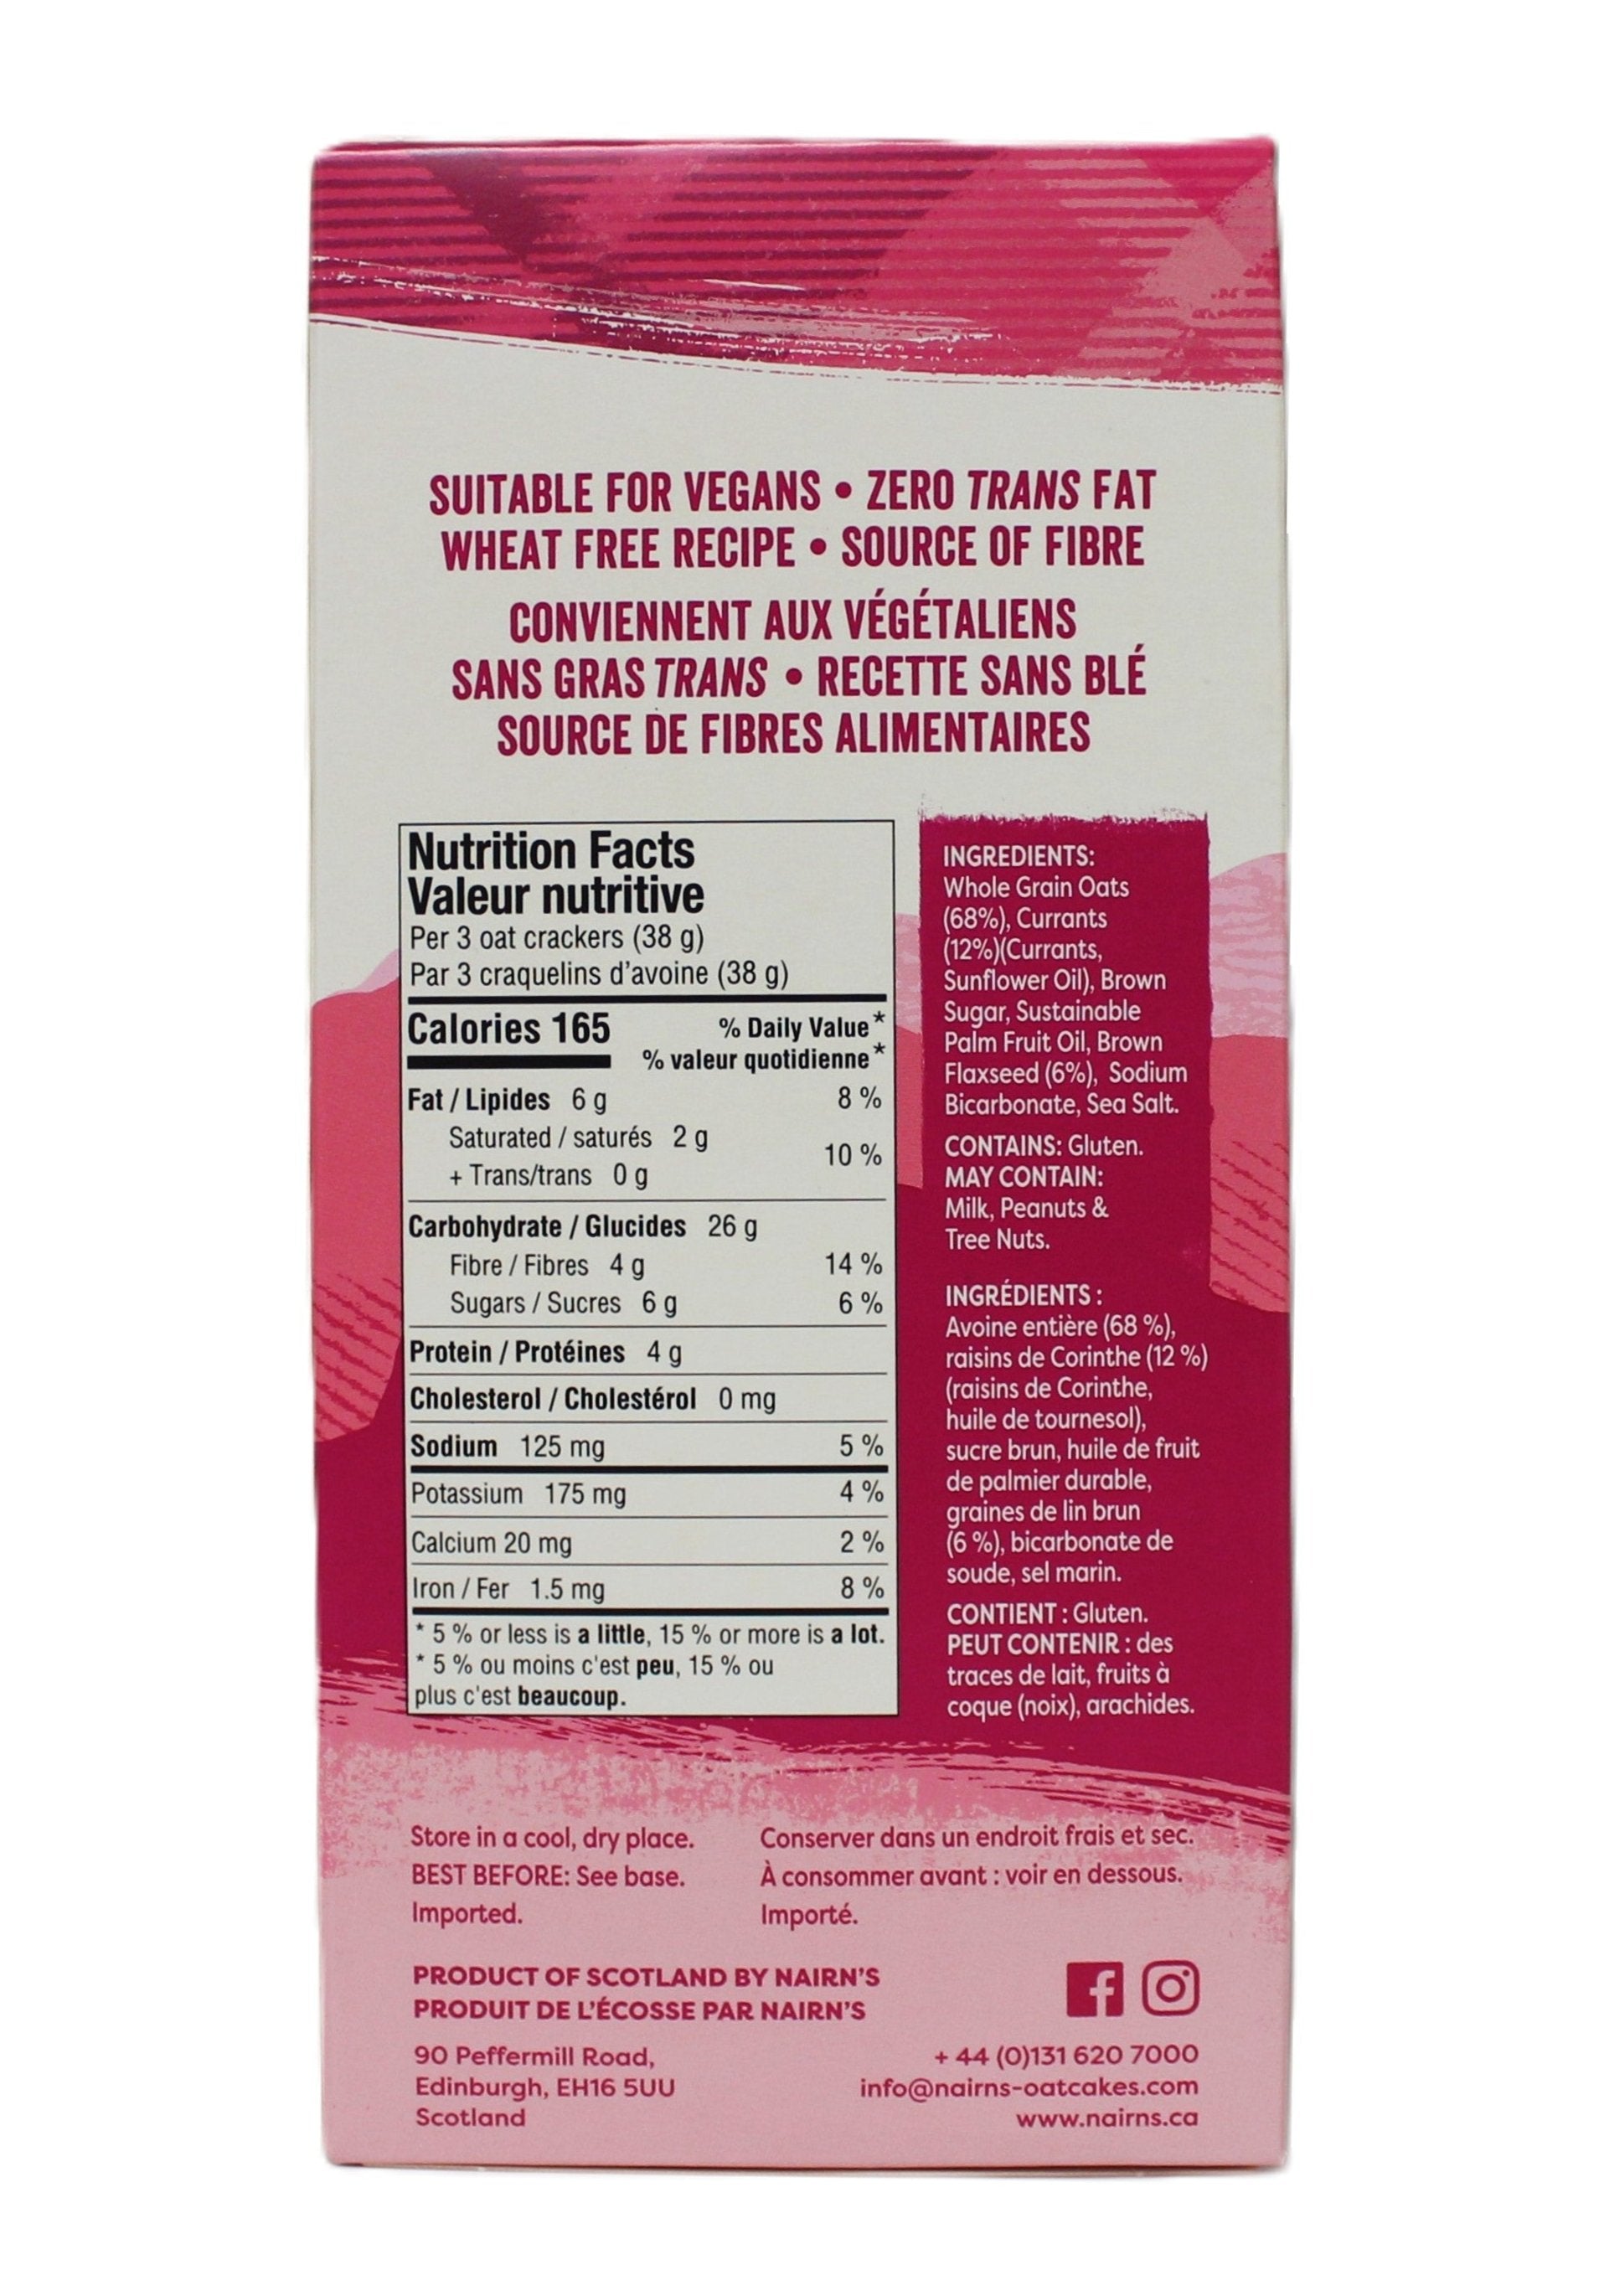 SUITABLE FOR VEGANS • ZERO TRANS FAT
WHEAT FREE RECIPE • SOURCE OF FIBRE
CONVIENNENT AUX VÉGÉTALIENS
SANS GRAS TRANS • RECETTE SANS BLÉ
SOURCE DE FIBRES ALIMENTAIRES
Nutrition Facts
Valeur nutritive
Per 3 oat crackers (38 g)
Par 3 craquelins d'avoine (38 g)
Calories 165 % Daily Value*
% valeur quotidienne*
Fat / Lipides 6 g 8 %
Saturated / saturés 2 g
+ Trans/trans 0 g 10 %
Carbohydrate / Glucides 26 g
Fibre / Fibres 4 g 14 %
Sugars / Sucres 6 g 6 %
Protein / Protéines 4 g
Cholesterol / Cholestérol 0 mg
Sodium 125 mg 5 %
Potassium 175 mg 4 %
Calcium 20 mg 2 %
Iron / Fer 1.5 mg 8 %
* 5 % or less is a little, 15 % or more is a lot.
* 5 % ou moins c'est peu, 15 % ou
plus c'est beaucoup.
INGREDIENTS:
Whole Grain Oats
(68%), Currants
(12%)(Currants,
Sunflower Oil), Brown
Sugar, Sustainable
Palm Fruit Oil, Brown
Flaxseed (6%), Sodium
Bicarbonate, Sea Salt.
CONTAINS: Gluten.
MAY CONTAIN:
Milk, Peanuts &
Tree Nuts.
INGRÉDIENTS :
Avoine entière (68 %),
raisins de Corinthe (12 %)
(raisins de Corinthe,
huile de tournesol),
sucre brun, huile de fruit
de palmier durable,
graines de lin brun
(6 %), bicarbonate de
soude, sel marin.
CONTIENT : Gluten.
PEUT CONTENIR : des
traces de lait, fruits à
coque (noix), arachides.
Store in a cool, dry place.
BEST BEFORE: See base.
Imported.
Conserver dans un endroit frais et sec.
À consommer avant : voir en dessous.
Importé.
PRODUCT OF SCOTLAND BY NAIRN'S
PRODUIT DE L'ÉCOSSE PAR NAIRN'S
90 Peffermill Road,
Edinburgh, EH16 5UU
Scotland
+ 44 (0)131 620 7000
info@nairns-oatcakes.com
www.nairns.ca